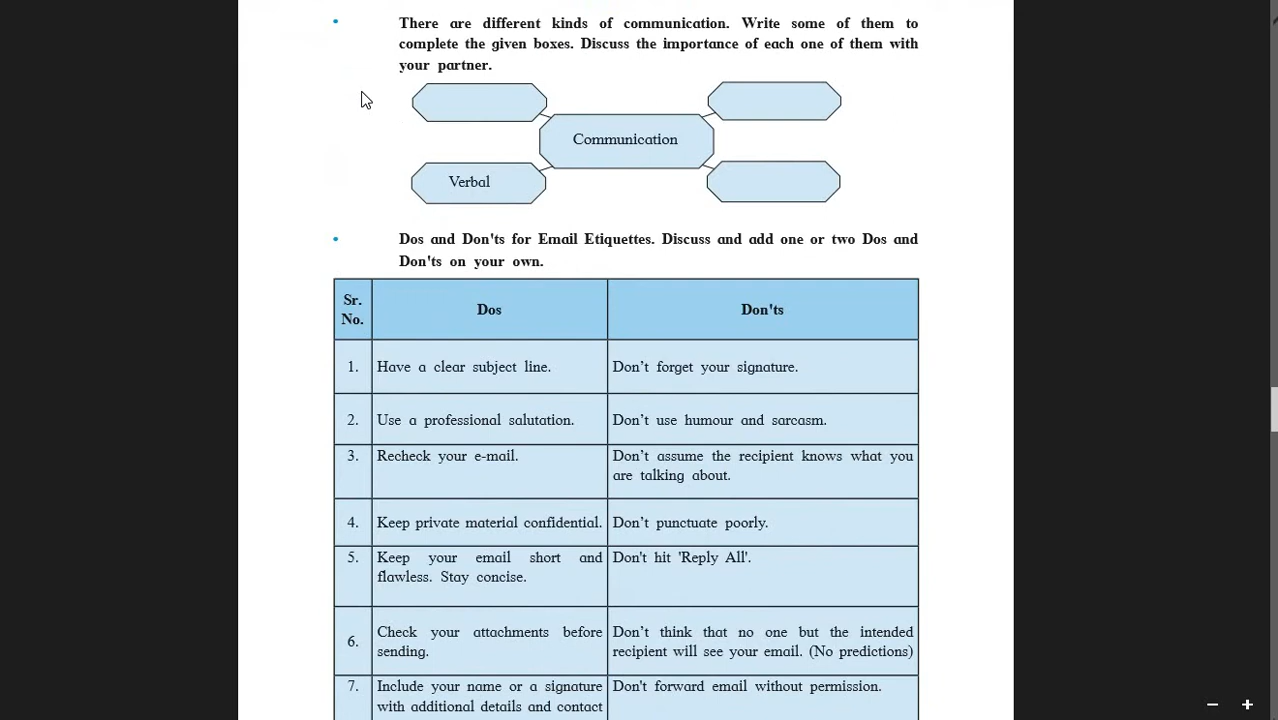 • There are different kinds of communication. Write some of them to
complete the given boxes. Discuss the importance of each one of them with
your partner.
Communication
Verbal
• Dos and Don'ts for Email Etiquettes. Discuss and add one or two Dos and
Don'ts on your own.
Sr. No. Dos Don'ts
1. Have a clear subject line. Don’t forget your signature.
2. Use a professional salutation. Don’t use humour and sarcasm.
3. Recheck your e-mail. Don’t assume the recipient knows what you
are talking about.
4. Keep private material confidential. Don’t punctuate poorly.
5. Keep your email short and Don't hit 'Reply All'.
flawless. Stay concise.
6. Check your attachments before Don’t think that no one but the intended
sending. recipient will see your email. (No predictions)
7. Include your name or a signature Don't forward email without permission.
with additional details and contact